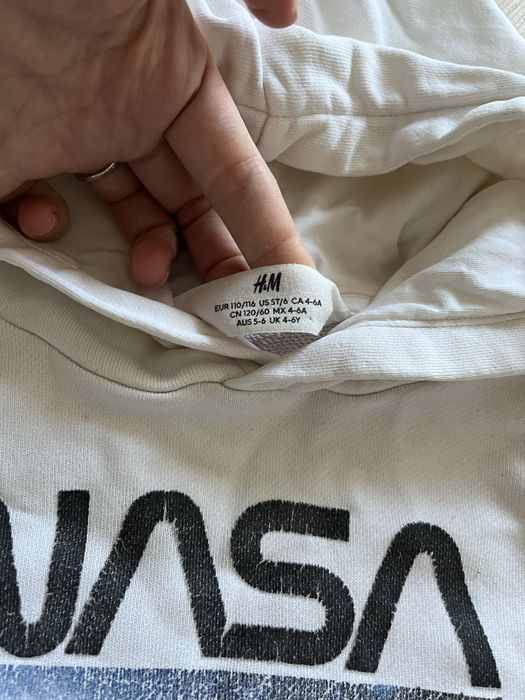 H&M
EUR 110/116 US 5T/6 CA 4-6A
CN 120/60 MX 4-6A
AUS 5-6 UK 4-6Y
NASA